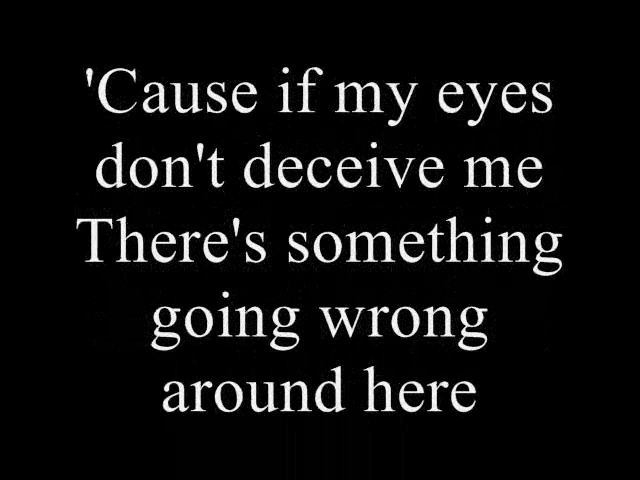 'Cause if my eyes
don't deceive me
There's something
going wrong
around here